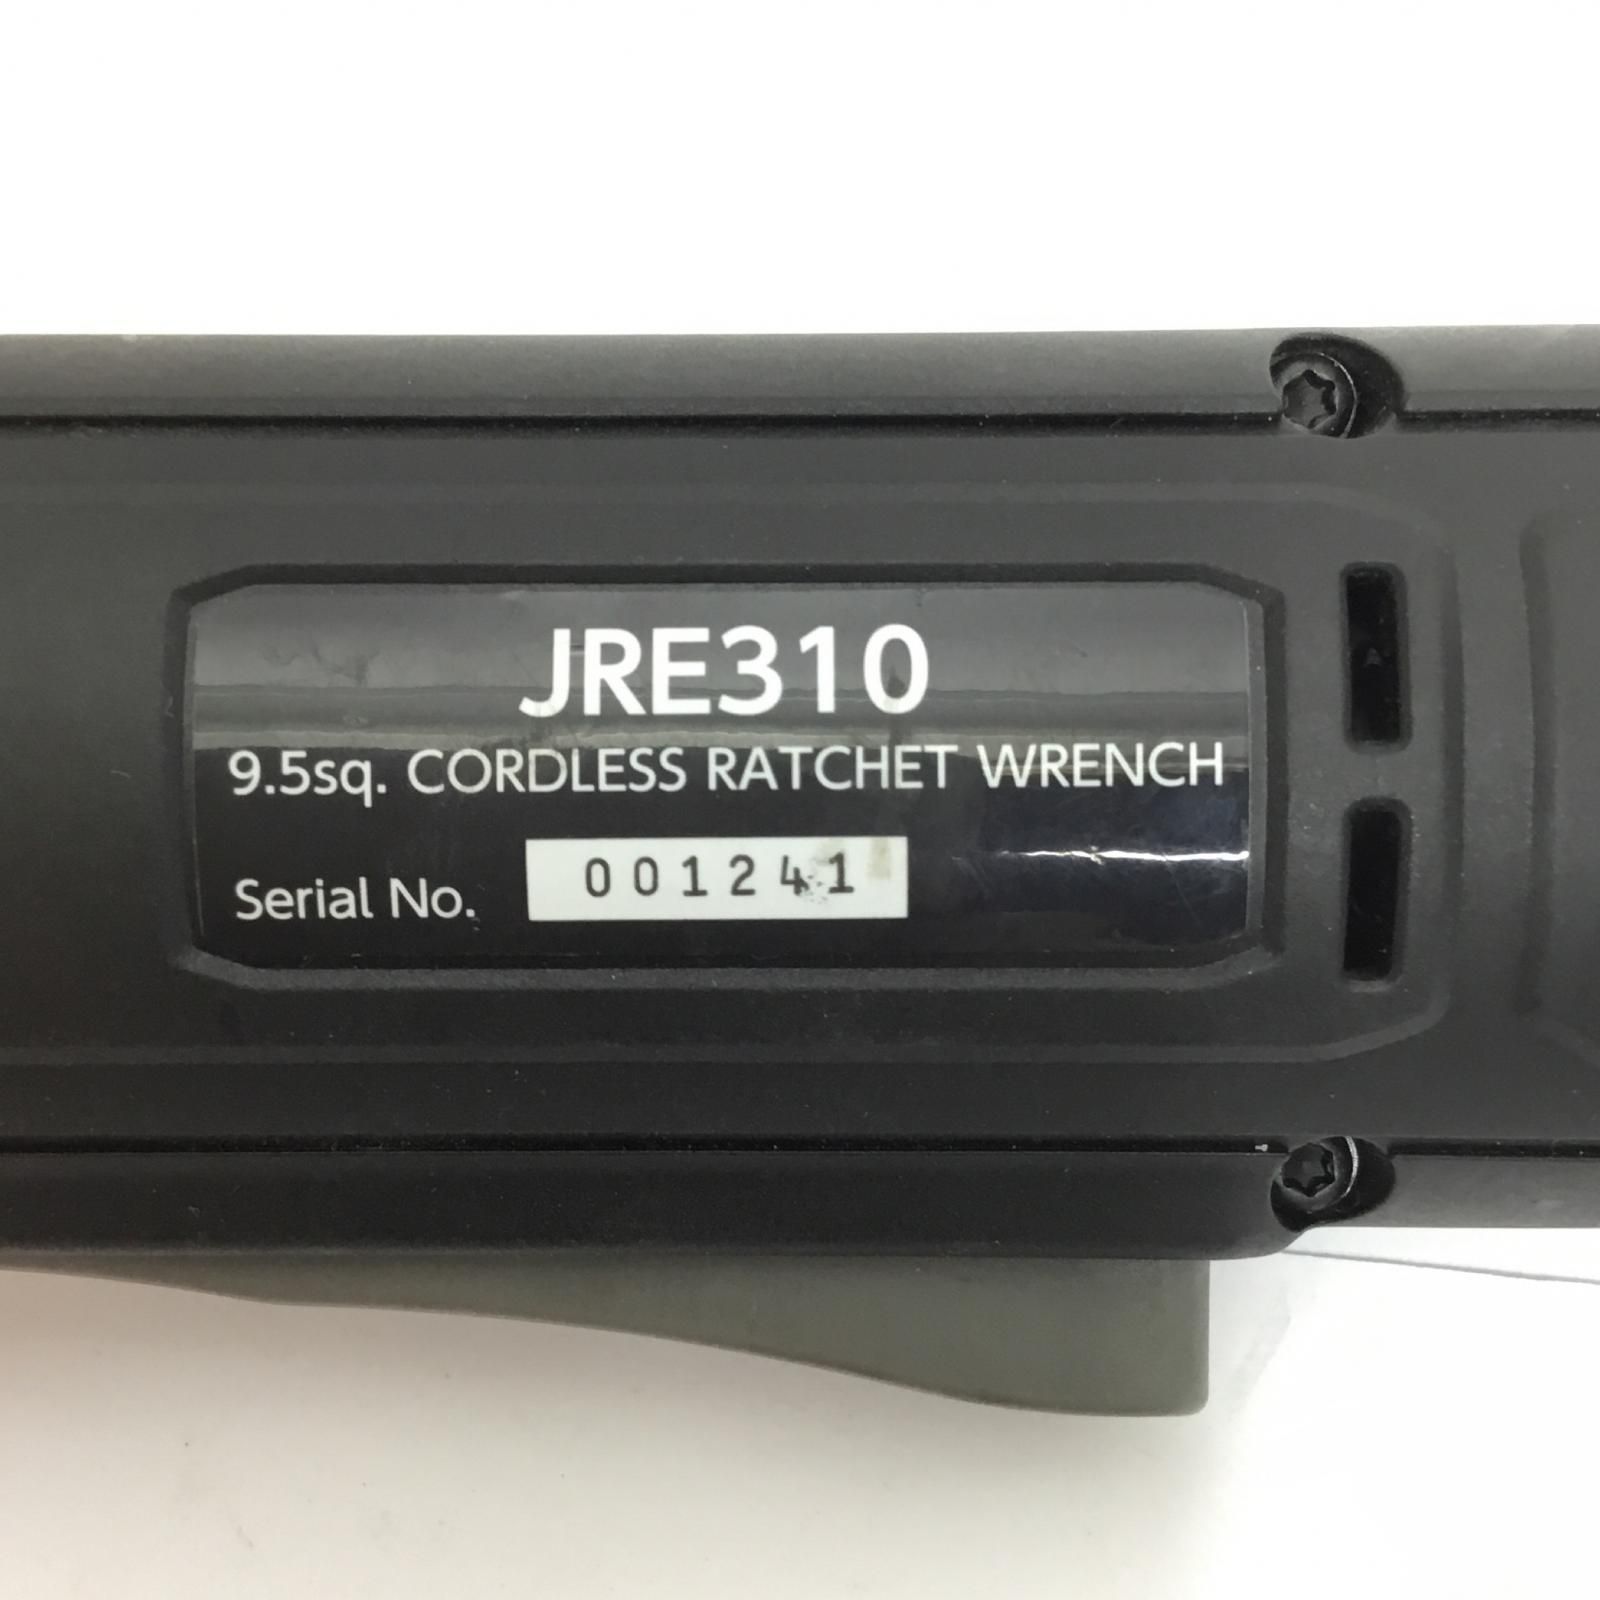 JRE310
9.5sq. CORDLESS RATCHET WRENCH
Serial No. 001241